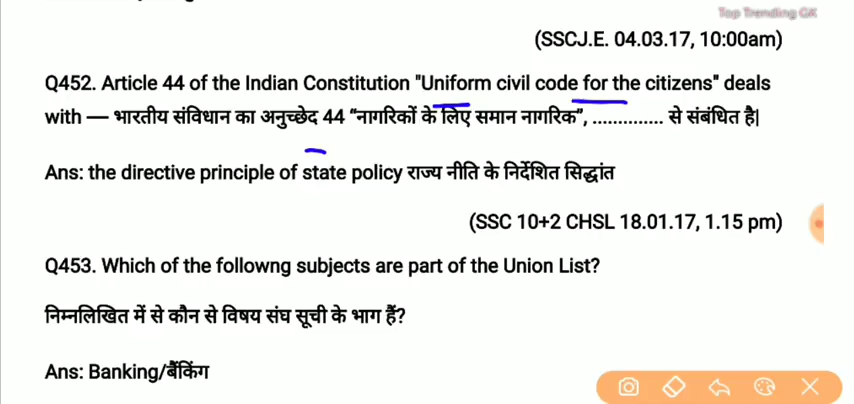 Top Trending GK
(SSCJ.E. 04.03.17, 10:00am)
Q452. Article 44 of the Indian Constitution "Uniform civil code for the citizens" deals
with — भारतीय संविधान का अनुच्छेद 44 “नागरिकों के लिए समान नागरिक”, .............. से संबंधित है|
Ans: the directive principle of state policy राज्य नीति के निर्देशित सिद्धांत
(SSC 10+2 CHSL 18.01.17, 1.15 pm)
Q453. Which of the followng subjects are part of the Union List?
निम्नलिखित में से कौन से विषय संघ सूची के भाग हैं?
Ans: Banking/बैंकिंग